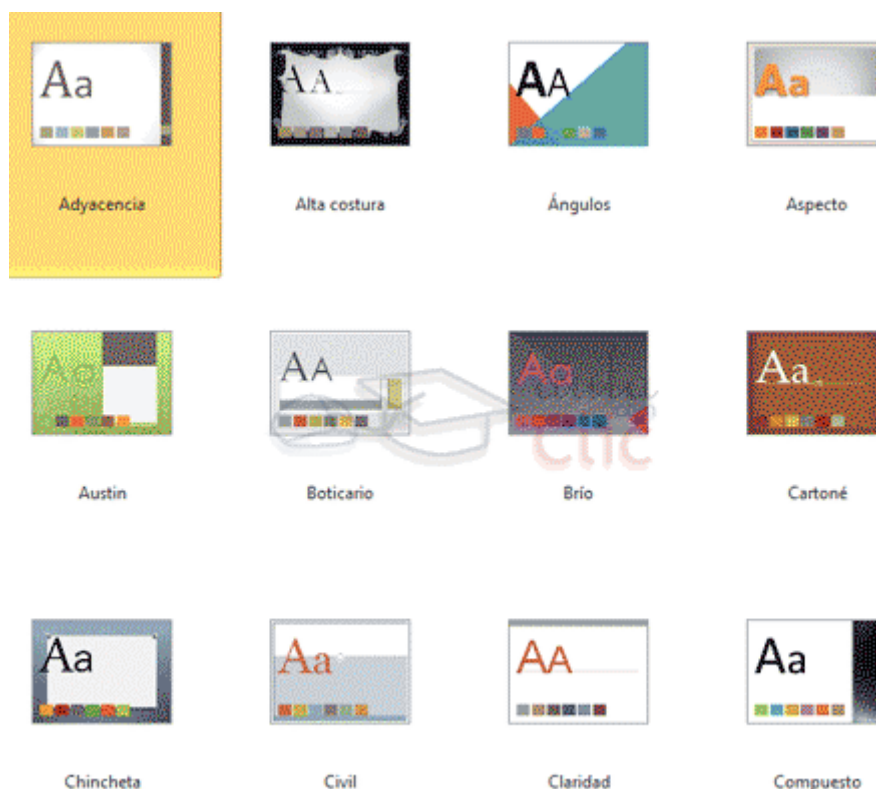 Aa
AA
AA
Aa
Adyacencia
Alta costura
Ángulos
Aspecto
Aa
AA
Aa
Aa
clic
Austin
Boticario
Brío
Cartoné
Aa
Aa
AA
Aa
Chincheta
Civil
Claridad
Compuesto